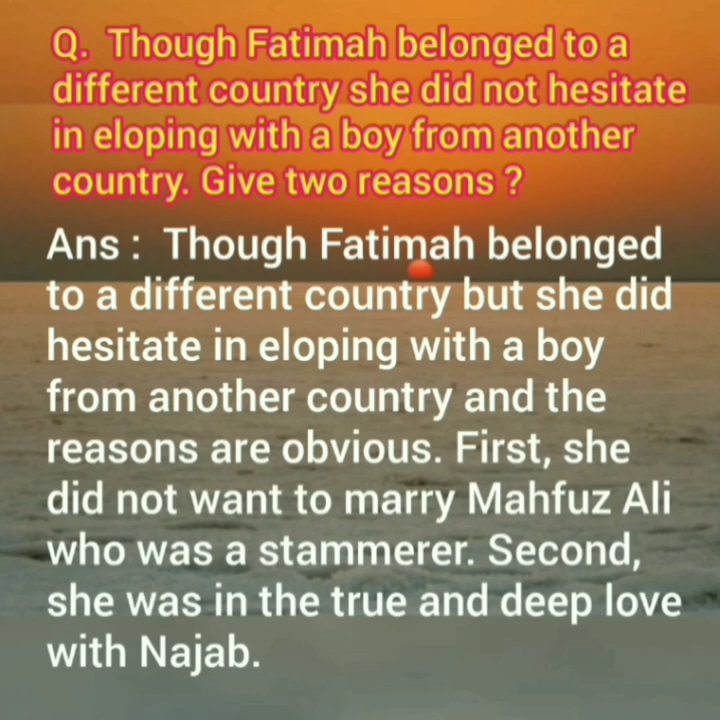 Q. Though Fatimah belonged to a
different country she did not hesitate
in eloping with a boy from another
country. Give two reasons ?
Ans : Though Fatimah belonged
to a different country but she did
hesitate in eloping with a boy
from another country and the
reasons are obvious. First, she
did not want to marry Mahfuz Ali
who was a stammerer. Second,
she was in the true and deep love
with Najab.